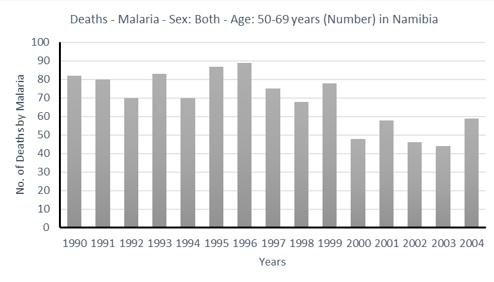 Deaths - Malaria - Sex: Both - Age: 50-69 years (Number) in Namibia
No. of Deaths by Malaria
100
90
80
70
60
50
40
30
20
10
0
1990 1991 1992 1993 1994 1995 1996 1997 1998 1999 2000 2001 2002 2003 2004
Years